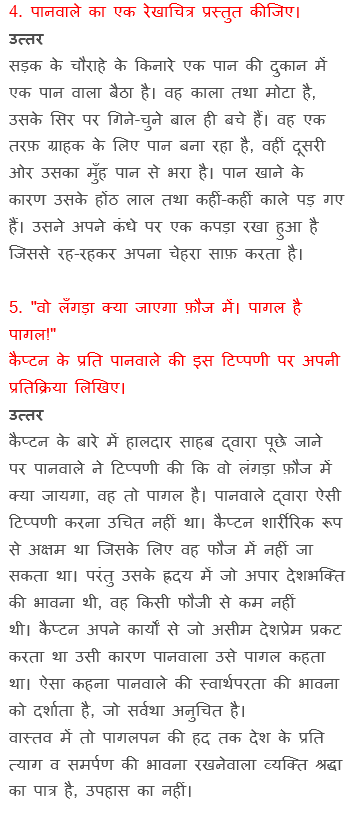 4. पानवाले का एक रेखाचित्र प्रस्तुत कीजिए।
उत्तर
सड़क के चौराहे के किनारे एक पान की दुकान में
एक पान वाला बैठा है। वह काला तथा मोटा है,
उसके सिर पर गिने-चुने बाल ही बचे हैं। वह एक
तरफ़ ग्राहक के लिए पान बना रहा है, वहीं दूसरी
ओर उसका मुँह पान से भरा है। पान खाने के
कारण उसके होंठ लाल तथा कहीं-कहीं काले पड़ गए
हैं। उसने अपने कंधे पर एक कपड़ा रखा हुआ है
जिससे रह-रहकर अपना चेहरा साफ़ करता है।
5. "वो लँगड़ा क्या जाएगा फ़ौज में। पागल है
पागल!"
कैप्टन के प्रति पानवाले की इस टिप्पणी पर अपनी
प्रतिक्रिया लिखिए।
उत्तर
कैप्टन के बारे में हालदार साहब द्वारा पूछे जाने
पर पानवाले ने टिप्पणी की कि वो लंगड़ा फ़ौज में
क्या जायगा, वह तो पागल है। पानवाले द्वारा ऐसी
टिप्पणी करना उचित नहीं था। कैप्टन शारीरिक रूप
से अक्षम था जिसके लिए वह फौज में नहीं जा
सकता था। परंतु उसके ह्रदय में जो अपार देशभक्ति
की भावना थी, वह किसी फौजी से कम नहीं
थी। कैप्टन अपने कार्यों से जो असीम देशप्रेम प्रकट
करता था उसी कारण पानवाला उसे पागल कहता
था। ऐसा कहना पानवाले की स्वार्थपरता की भावना
को दर्शाता है, जो सर्वथा अनुचित है।
वास्तव में तो पागलपन की हद तक देश के प्रति
त्याग व समर्पण की भावना रखनेवाला व्यक्ति श्रद्धा
का पात्र है, उपहास का नहीं।